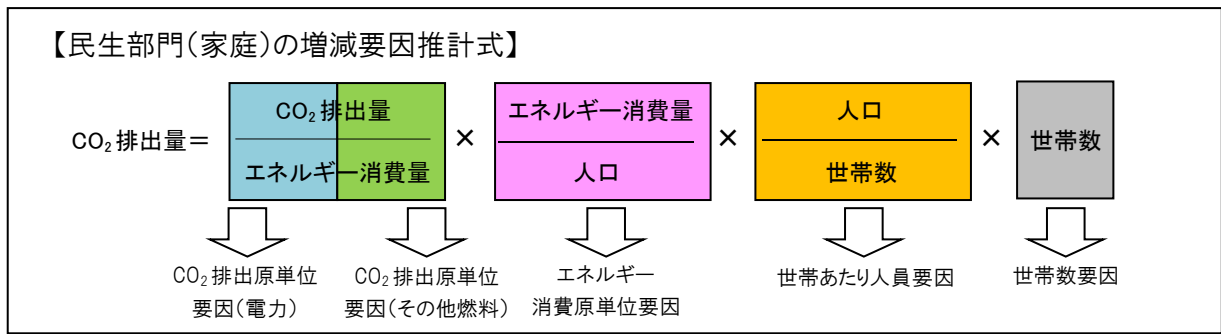 【民生部門(家庭)の増減要因推計式】
CO₂排出量＝
CO₂排出量
エネルギー消費量
×
エネルギー消費量
人口
×
人口
世帯数
×
世帯数
CO₂排出原単位
要因(電力)
CO₂排出原単位
要因(その他燃料)
エネルギー
消費原単位要因
世帯あたり人員要因
世帯数要因